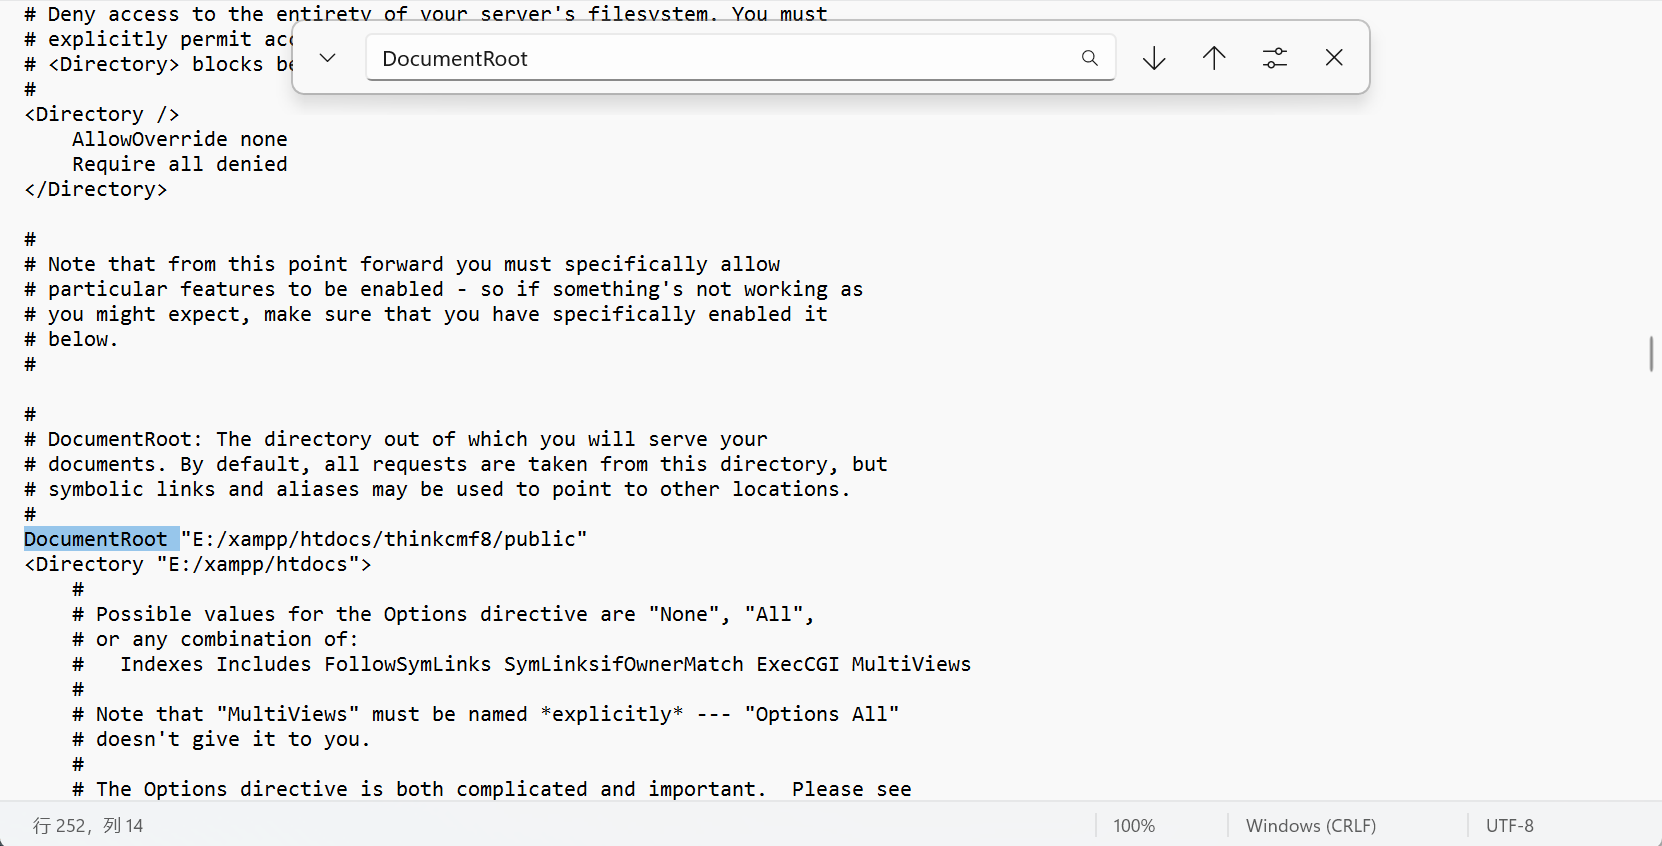 # Deny access to the entirety of your server's filesystem. You must
# explicitly permit acc
# <Directory> blocks be
DocumentRoot
#
<Directory />
    AllowOverride none
    Require all denied
</Directory>
#
# Note that from this point forward you must specifically allow
# particular features to be enabled - so if something's not working as
# you might expect, make sure that you have specifically enabled it
# below.
#
#
# DocumentRoot: The directory out of which you will serve your
# documents. By default, all requests are taken from this directory, but
# symbolic links and aliases may be used to point to other locations.
#
DocumentRoot "E:/xampp/htdocs/thinkcmf8/public"
<Directory "E:/xampp/htdocs">
    #
    # Possible values for the Options directive are "None", "All",
    # or any combination of:
    #   Indexes Includes FollowSymLinks SymLinksifOwnerMatch ExecCGI MultiViews
    #
    # Note that "MultiViews" must be named *explicitly* --- "Options All"
    # doesn't give it to you.
    #
    # The Options directive is both complicated and important.  Please see
行 252，列 14
100%
Windows (CRLF)
UTF-8